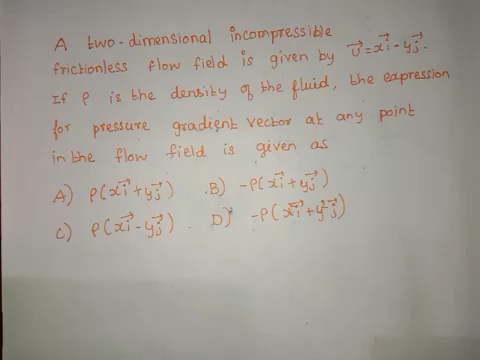 A two-dimensional incompressible
frictionless flow field is given by u⃗=xi⃗-yj⃗.
If ρ is the density of the fluid, the expression
for pressure gradient vector at any point
in the flow field is given as
A) ρ(xi⃗+yj⃗) B) -ρ(xi⃗+yj⃗)
C) ρ(xi⃗-yj⃗) D) -ρ(xi⃗+y²j⃗)